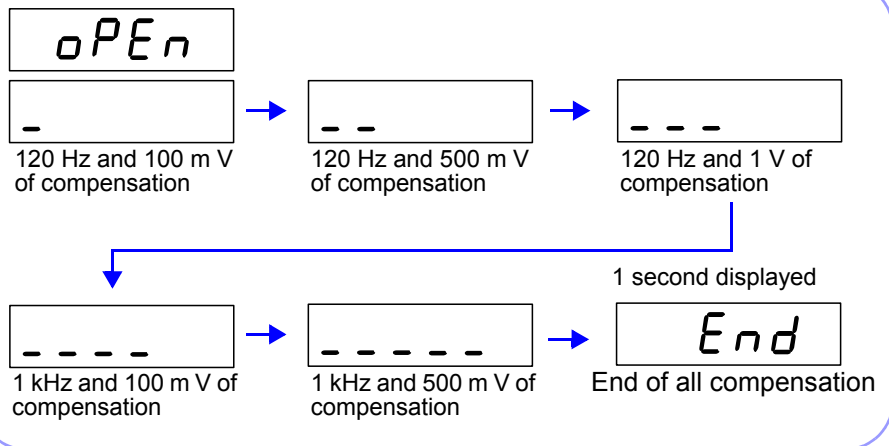 oPEn
_
120 Hz and 100 m V
of compensation
_ _
120 Hz and 500 m V
of compensation
_ _ _
120 Hz and 1 V of
compensation
_ _ _ _
1 kHz and 100 m V of
compensation
_ _ _ _ _
1 kHz and 500 m V of
compensation
1 second displayed
End
End of all compensation